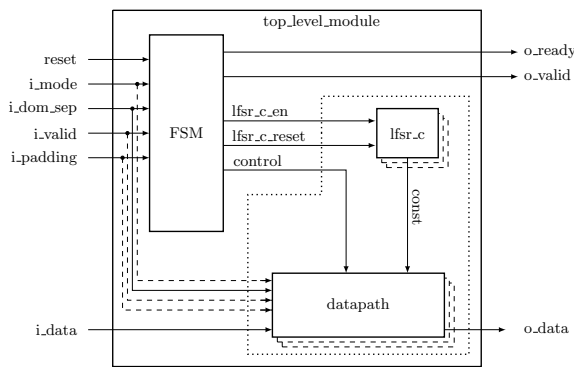 top_level_module
reset
i_mode
i_dom_sep
i_valid
i_padding
FSM
o_ready
o_valid
lfsr_c_en
lfsr_c_reset
control
lfsr_c
const
datapath
i_data
o_data